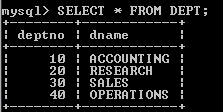 mysql> SELECT * FROM DEPT;
+--------+------------+
| deptno | dname      |
+--------+------------+
|     10 | ACCOUNTING |
|     20 | RESEARCH   |
|     30 | SALES      |
|     40 | OPERATIONS |
+--------+------------+